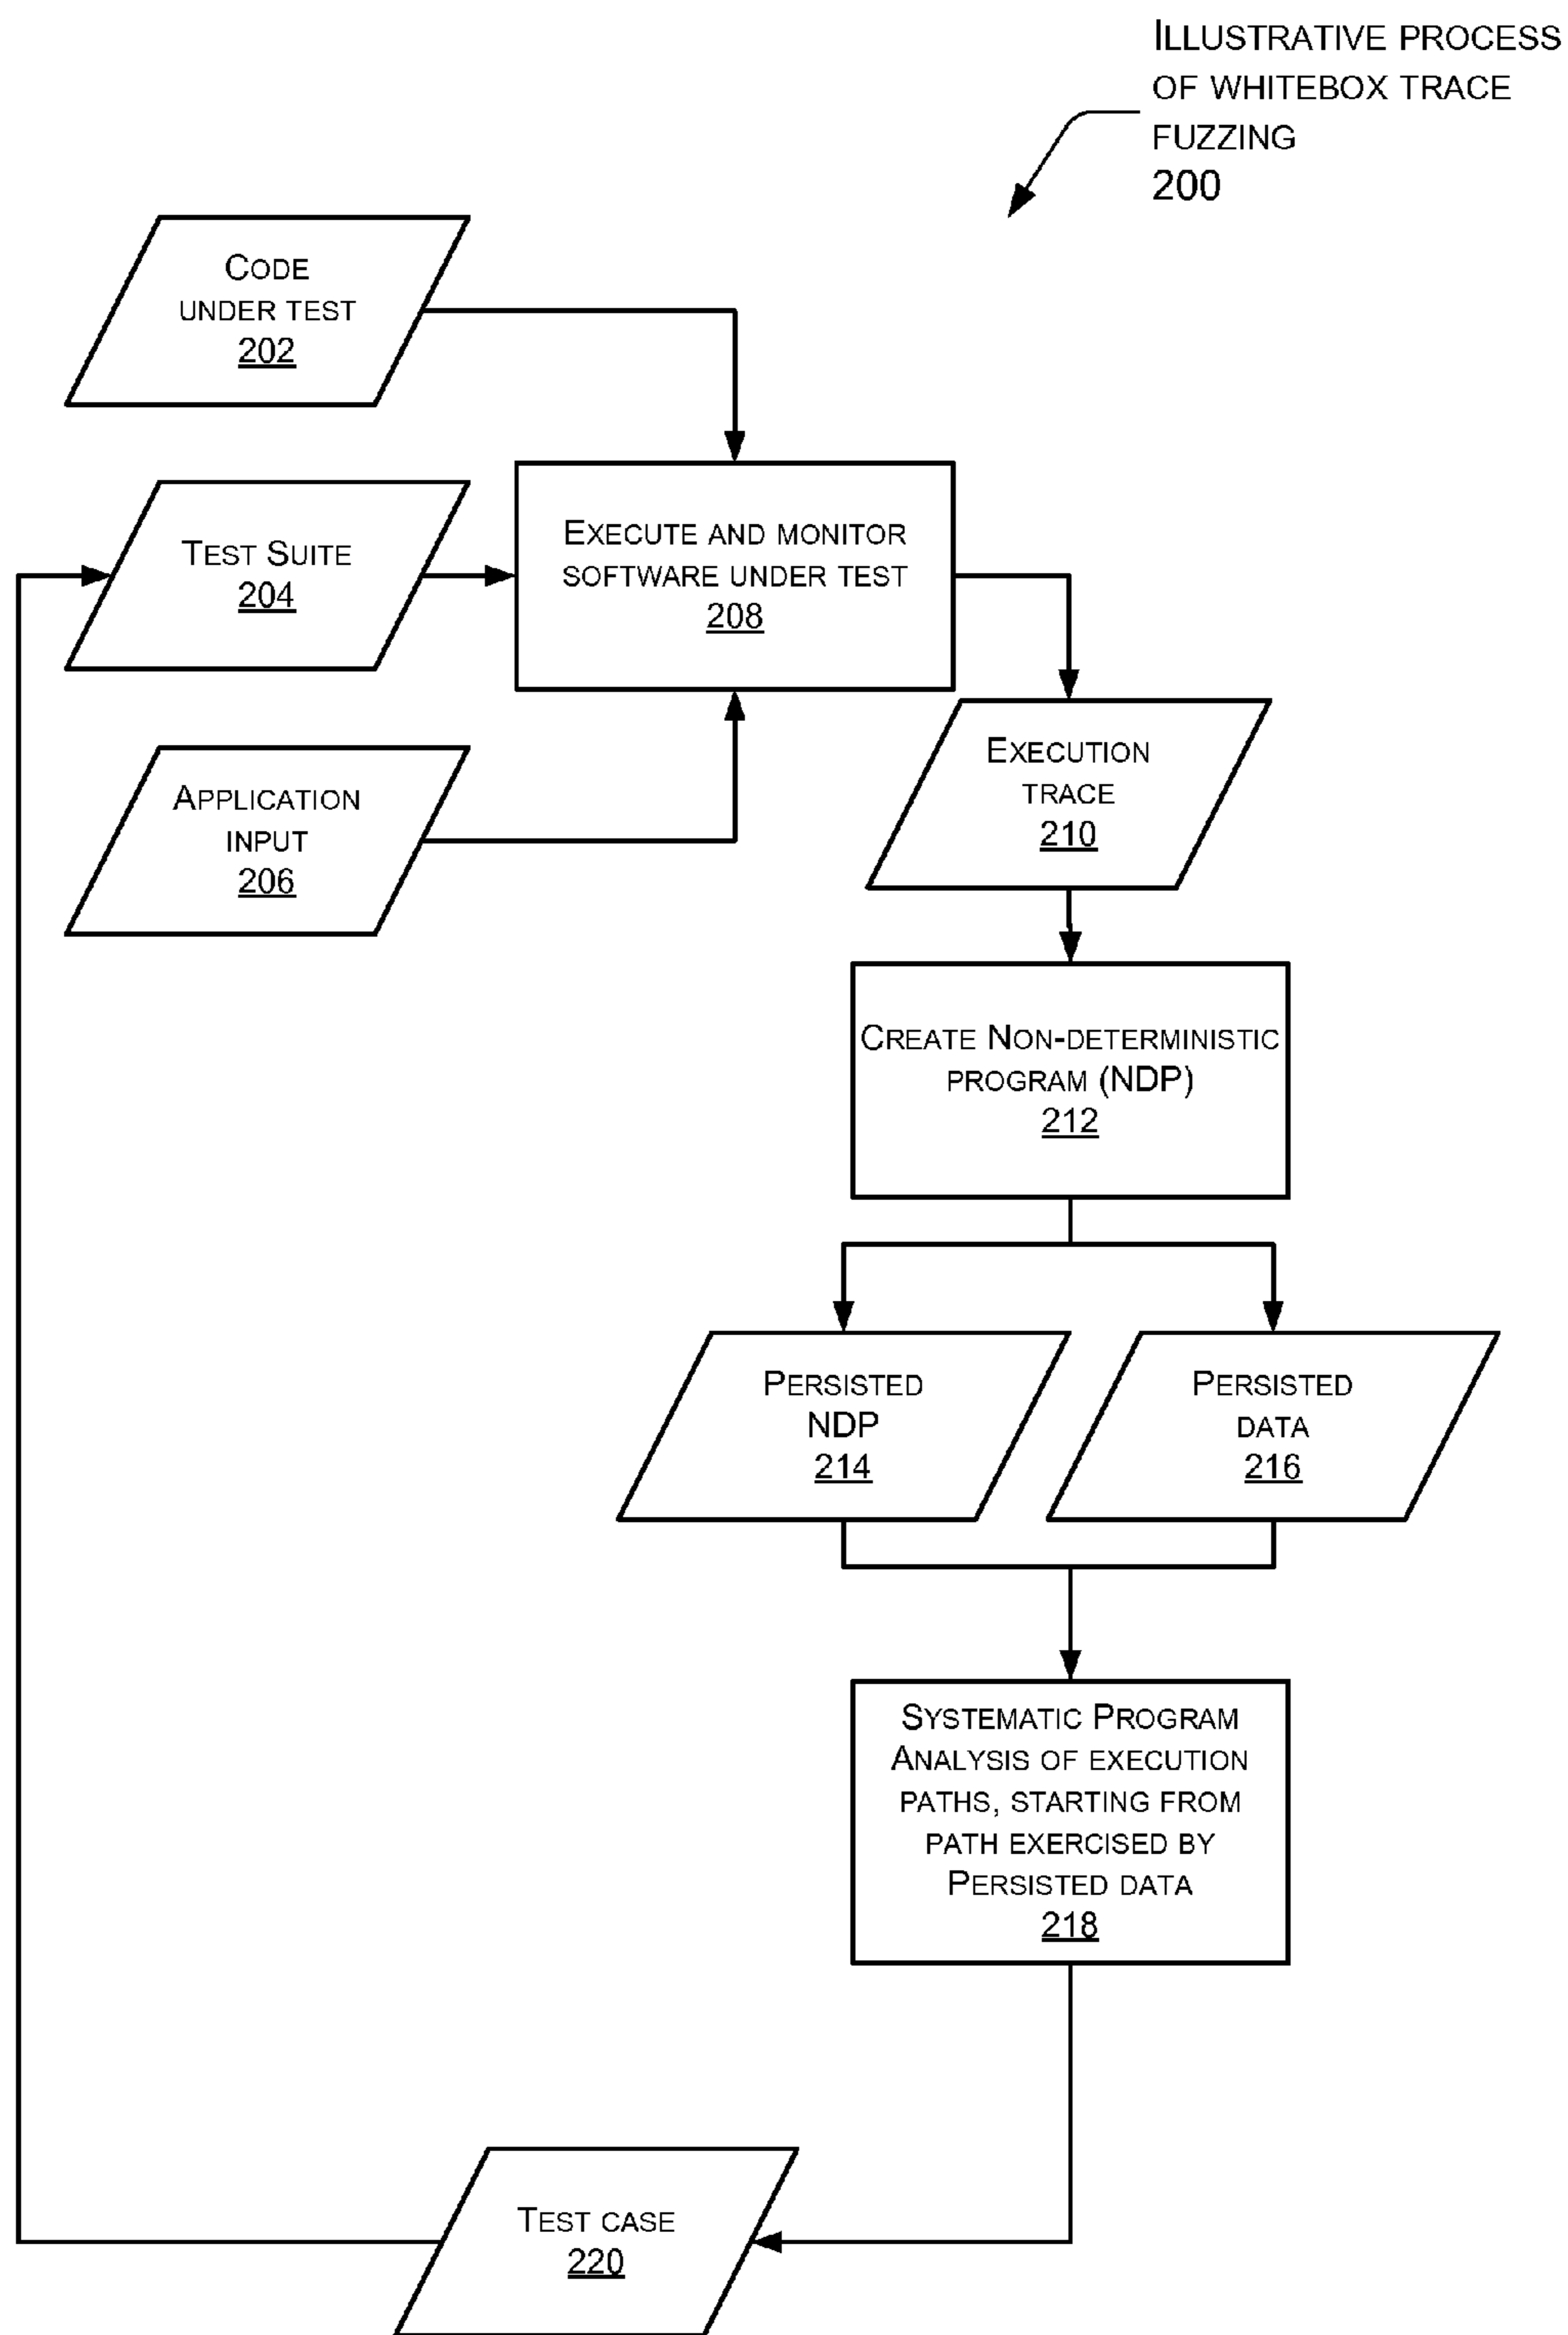 ILLUSTRATIVE PROCESS
OF WHITEBOX TRACE
FUZZING
200
CODE
UNDER TEST
202
TEST SUITE
204
EXECUTE AND MONITOR
SOFTWARE UNDER TEST
208
APPLICATION
INPUT
206
EXECUTION
TRACE
210
CREATE NON-DETERMINISTIC
PROGRAM (NDP)
212
PERSISTED
NDP
214
PERSISTED
DATA
216
SYSTEMATIC PROGRAM
ANALYSIS OF EXECUTION
PATHS, STARTING FROM
PATH EXERCISED BY
PERSISTED DATA
218
TEST CASE
220